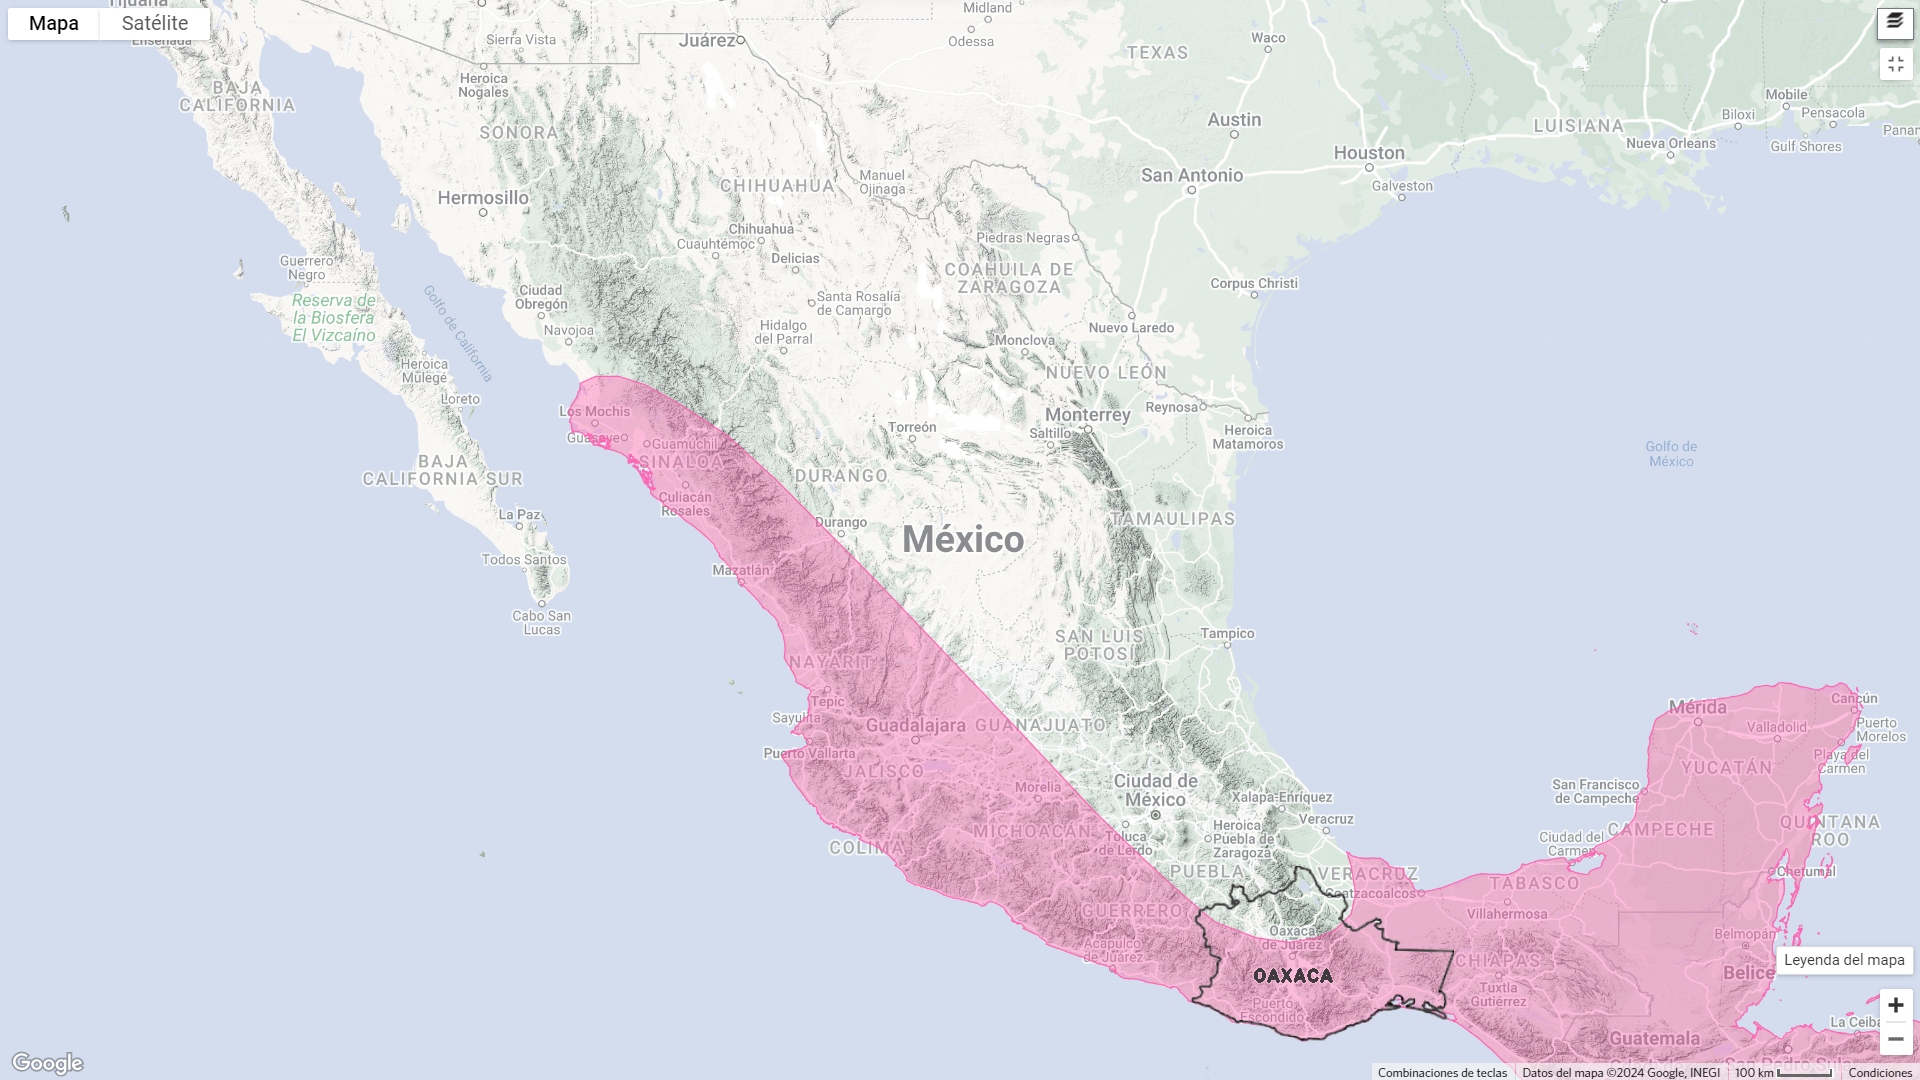 Mapa
Satélite
Tijuana
Ensenada
BAJA
CALIFORNIA
Sierra Vista
Juárez
Heroica
Nogales
SONORA
Hermosillo
Midland
Odessa
TEXAS
Waco
Austin
San Antonio
Houston
Galveston
LUISIANA
Mobile
Biloxi
Pensacola
Nueva Orleans
Gulf Shores
CHIHUAHUA
Manuel
Ojinaga
Chihuahua
Cuauhtémoc
Delicias
Piedras Negras
COAHUILA DE
ZARAGOZA
Corpus Christi
Guerrero
Negro
Reserva de
la Biosfera
El Vizcaíno
Golfo de California
Ciudad
Obregón
Navojoa
Santa Rosalía
de Camargo
Hidalgo
del Parral
Nuevo Laredo
Monclova
Heroica
Mulegé
Loreto
NUEVO LEÓN
Los Mochis
Guasave
Guamúchil
SINALOA
Monterrey
Reynosa
Torreón
Saltillo
Heroica
Matamoros
Golfo de
México
BAJA
CALIFORNIA SUR
DURANGO
Culiacán
Rosales
La Paz
Durango
TAMAULIPAS
México
Todos Santos
Mazatlán
Cabo San
Lucas
SAN LUIS
POTOSÍ
Tampico
NAYARIT
Tepic
Sayulita
Guadalajara
GUANAJUATO
Puerto Vallarta
JALISCO
Morelia
Ciudad de
México
Xalapa-Enríquez
Veracruz
MICHOACÁN
Toluca
de Lerdo
Heroica
Puebla de
Zaragoza
COLIMA
PUEBLA
VERACRUZ
Coatzacoalcos
GUERRERO
Acapulco
de Juárez
Oaxaca
de Juárez
OAXACA
Puerto
Escondido
Mérida
Cancún
Valladolid
Puerto
Morelos
Playa del
Carmen
YUCATÁN
San Francisco
de Campeche
CAMPECHE
QUINTANA
ROO
Ciudad del
Carmen
Chetumal
TABASCO
Villahermosa
Belmopán
CHIAPAS
Tuxtla
Gutiérrez
Belice
Leyenda del mapa
La Ceiba
Guatemala
San Pedro Sula
Google
Combinaciones de teclas
Datos del mapa ©2024 Google, INEGI
100 km
Condiciones